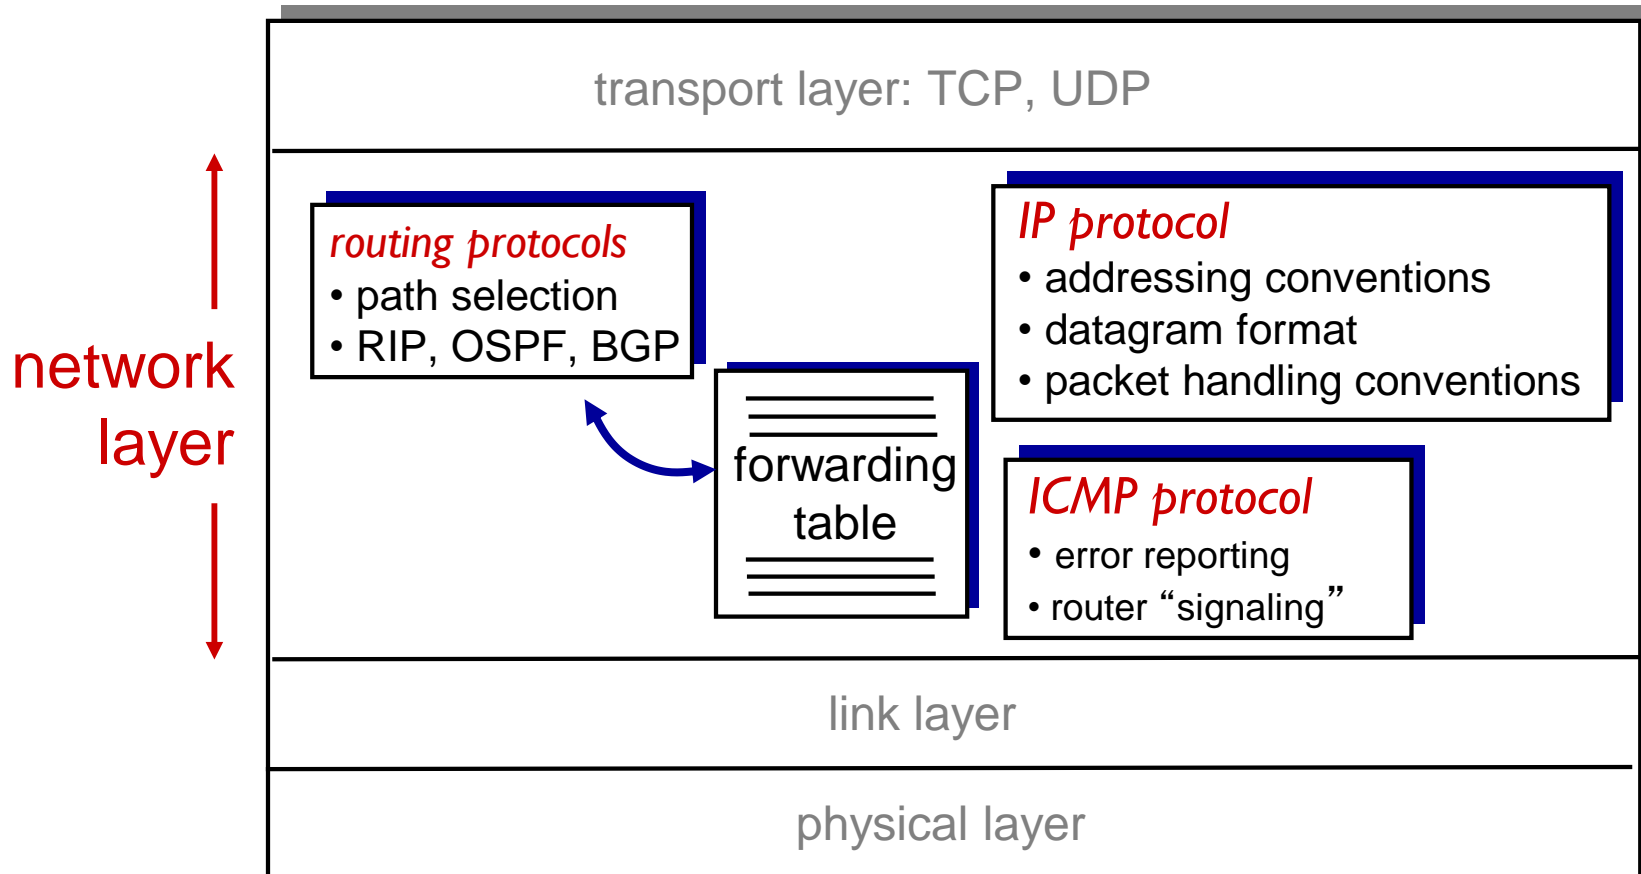 transport layer: TCP, UDP
network
layer
routing protocols
• path selection
• RIP, OSPF, BGP
forwarding
table
IP protocol
• addressing conventions
• datagram format
• packet handling conventions
ICMP protocol
• error reporting
• router “signaling”
link layer
physical layer